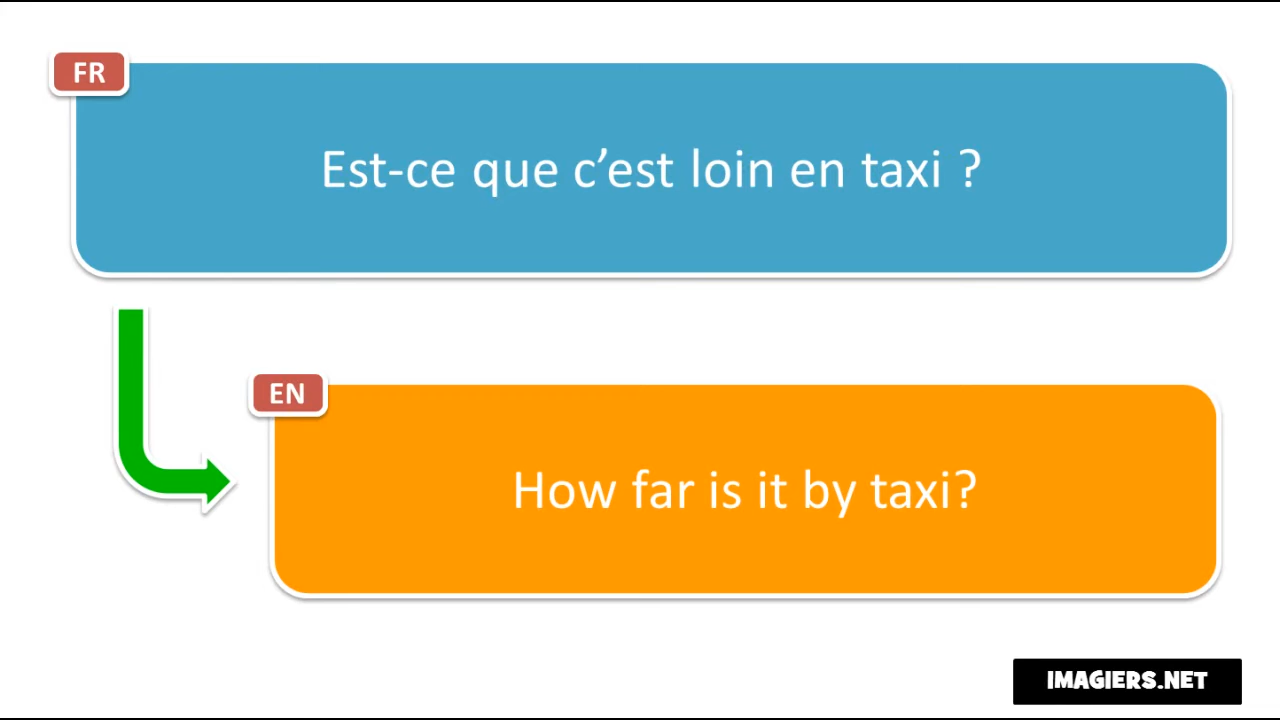 FR
Est-ce que c’est loin en taxi ?
EN
How far is it by taxi?
IMAGIERS.NET